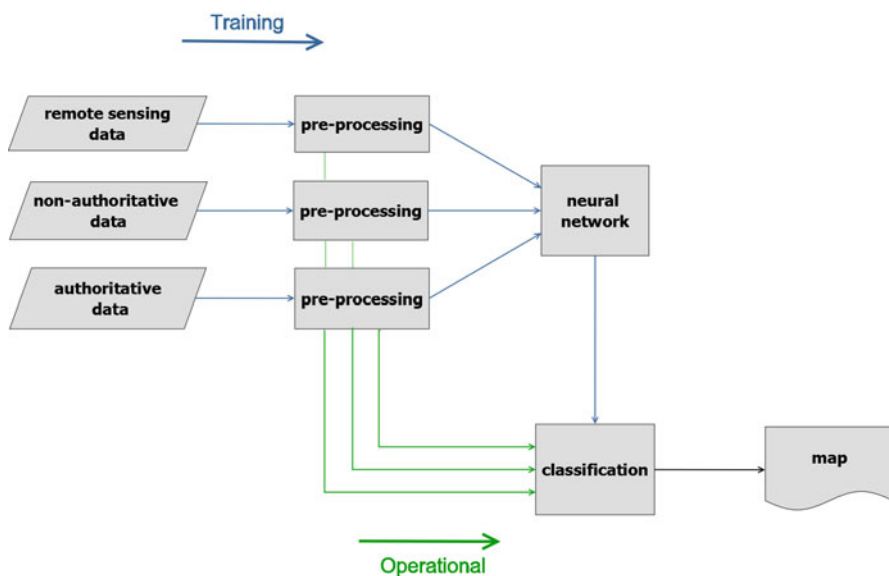 Training
remote sensing
data
pre-processing
non-authoritative
data
pre-processing
neural
network
authoritative
data
pre-processing
classification
map
Operational